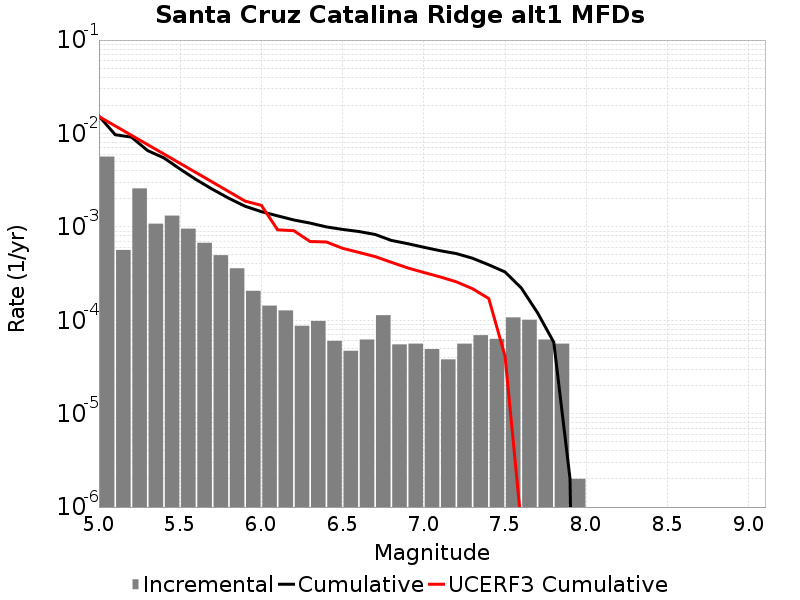 Santa Cruz Catalina Ridge alt1 MFDs
10-1
10-2
10-3
10-4
10-5
10-6
Rate (1/yr)
5.0 5.5 6.0 6.5 7.0 7.5 8.0 8.5 9.0
Magnitude
Incremental Cumulative UCERF3 Cumulative